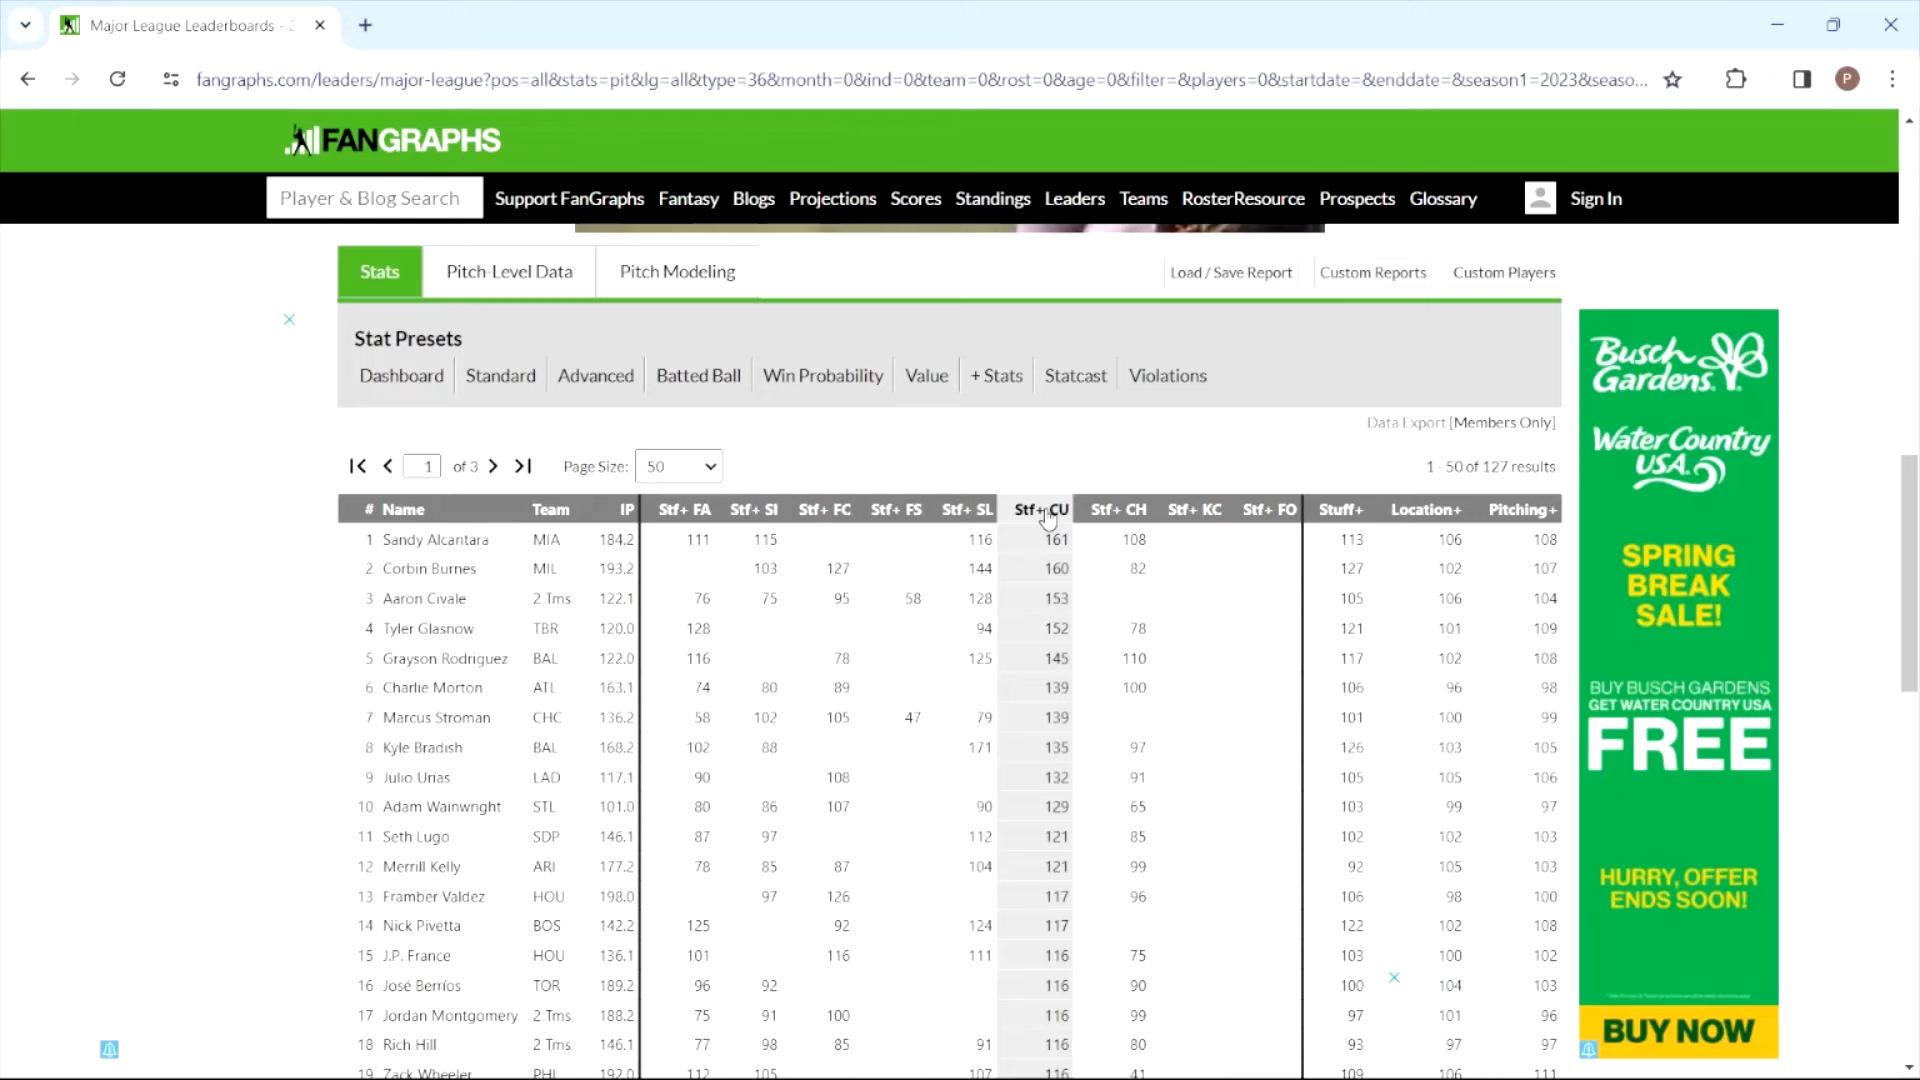 Major League Leaderboards - 2
fangraphs.com/leaders/major-league?pos=all&stats=pit&lg=all&type=36&month=0&ind=0&team=0&rost=0&age=0&filter=&players=0&startdate=&enddate=&season1=2023&seaso...
P
FANGRAPHS
Player & Blog Search Support FanGraphs Fantasy Blogs Projections Scores Standings Leaders Teams RosterResource Prospects Glossary Sign In
Stats Pitch-Level Data Pitch Modeling Load / Save Report Custom Reports Custom Players
Stat Presets
Dashboard Standard Advanced Batted Ball Win Probability Value + Stats Statcast Violations
Data Export [Members Only]
1 of 3 Page Size: 50 1 - 50 of 127 results
# Name Team IP Stf+ FA Stf+ SI Stf+ FC Stf+ FS Stf+ SL Stf+ CU Stf+ CH Stf+ KC Stf+ FO Stuff+ Location+ Pitching+
1 Sandy Alcantara MIA 184.2 111 115 116 161 108 113 106 108
2 Corbin Burnes MIL 193.2 103 127 144 160 82 127 102 107
3 Aaron Civale 2 Tms 122.1 76 75 95 58 128 153 105 106 104
4 Tyler Glasnow TBR 120.0 128 94 152 78 121 101 109
5 Grayson Rodriguez BAL 122.0 116 78 125 145 110 117 102 108
6 Charlie Morton ATL 163.1 74 80 89 139 100 106 96 98
7 Marcus Stroman CHC 136.2 58 102 105 47 79 139 101 100 99
8 Kyle Bradish BAL 168.2 102 88 171 135 97 126 103 105
9 Julio Urias LAD 117.1 90 108 132 91 105 105 106
10 Adam Wainwright STL 101.0 80 86 107 90 129 65 103 99 97
11 Seth Lugo SDP 146.1 87 97 112 121 85 102 102 103
12 Merrill Kelly ARI 177.2 78 85 87 104 121 99 92 105 103
13 Framber Valdez HOU 198.0 97 126 117 96 106 98 100
14 Nick Pivetta BOS 142.2 125 92 124 117 122 102 108
15 J.P. France HOU 136.1 101 116 111 116 75 103 100 102
16 José Berríos TOR 189.2 96 92 116 90 100 104 103
17 Jordan Montgomery 2 Tms 188.2 75 91 100 116 99 97 101 96
18 Rich Hill 2 Tms 146.1 77 98 85 91 116 80 93 97 97
19 Zack Wheeler PHI 192.0 112 105 107 116 41 109 106 111
Busch
Gardens.
Water Country
USA.
SPRING
BREAK
SALE!
BUY BUSCH GARDENS
GET WATER COUNTRY USA
FREE
HURRY, OFFER
ENDS SOON!
BUY NOW